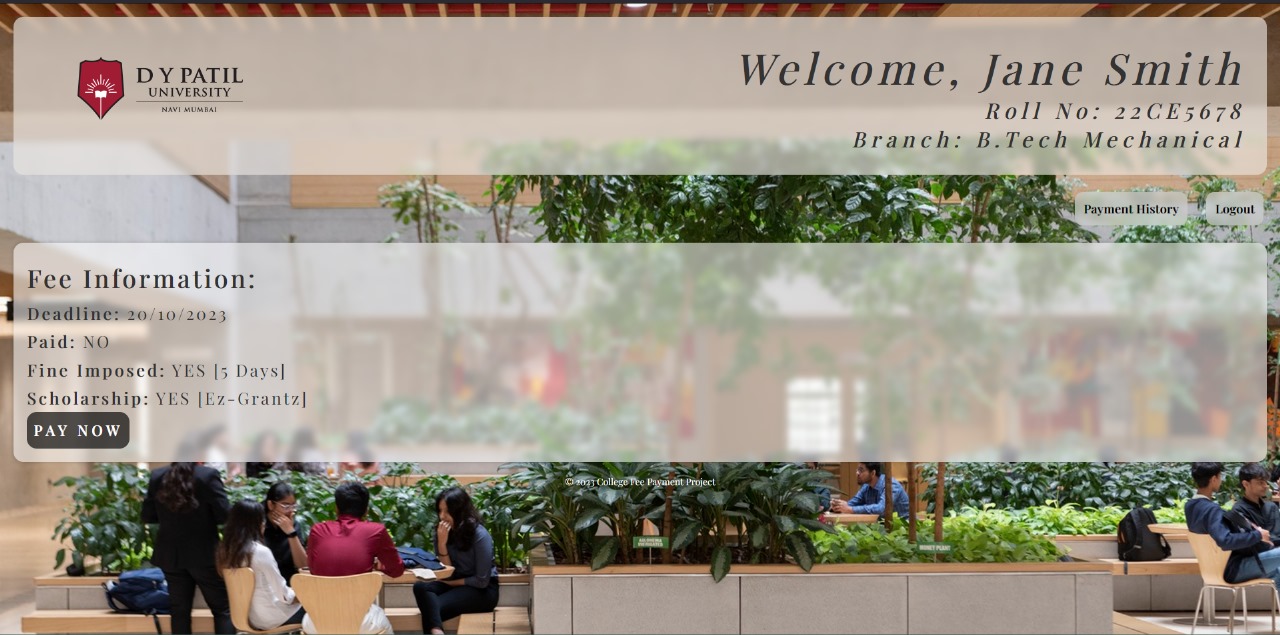 D Y PATIL
UNIVERSITY
NAVI MUMBAI
Welcome, Jane Smith
Roll No: 22CE5678
Branch: B.Tech Mechanical
Payment History
Logout
Fee Information:
Deadline: 20/10/2023
Paid: NO
Fine Imposed: YES [5 Days]
Scholarship: YES [Ez-Grantz]
PAY NOW
© 2023 College Fee Payment Project
MONEY PLANT